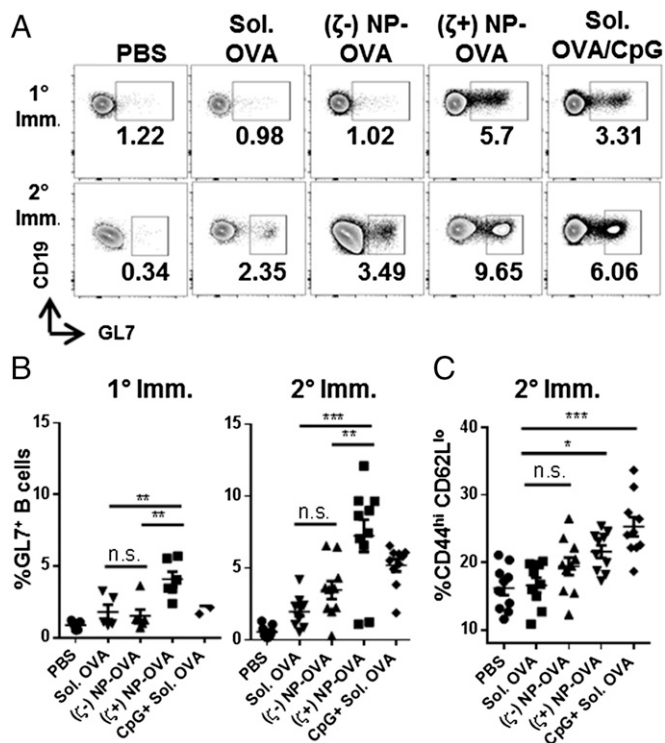 A
PBS
Sol.
OVA
(ζ-) NP-
OVA
(ζ+) NP-
OVA
Sol.
OVA/CpG
1°
Imm.
1.22
0.98
1.02
5.7
3.31
2°
Imm.
0.34
2.35
3.49
9.65
6.06
CD19
GL7
B
1° Imm.
2° Imm.
%GL7+ B cells
15
10
5
0
n.s.
**
**
PBS
Sol. OVA
(ζ-) NP-OVA
(ζ+) NP-OVA
CpG+ Sol. OVA
15
10
5
0
***
**
n.s.
PBS
Sol. OVA
(ζ-) NP-OVA
(ζ+) NP-OVA
CpG+ Sol. OVA
C
2° Imm.
%CD44hi CD62Llo
40
30
20
10
***
*
n.s.
PBS
Sol. OVA
(ζ-) NP-OVA
(ζ+) NP-OVA
CpG+ Sol. OVA